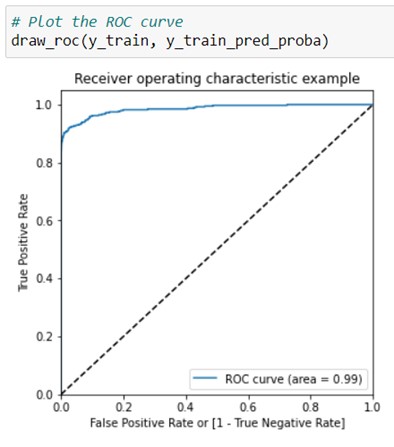 # Plot the ROC curve
draw_roc(y_train, y_train_pred_proba)
Receiver operating characteristic example
1.0
0.8
0.6
0.4
0.2
0.0
True Positive Rate
ROC curve (area = 0.99)
0.0 0.2 0.4 0.6 0.8 1.0
False Positive Rate or [1 - True Negative Rate]